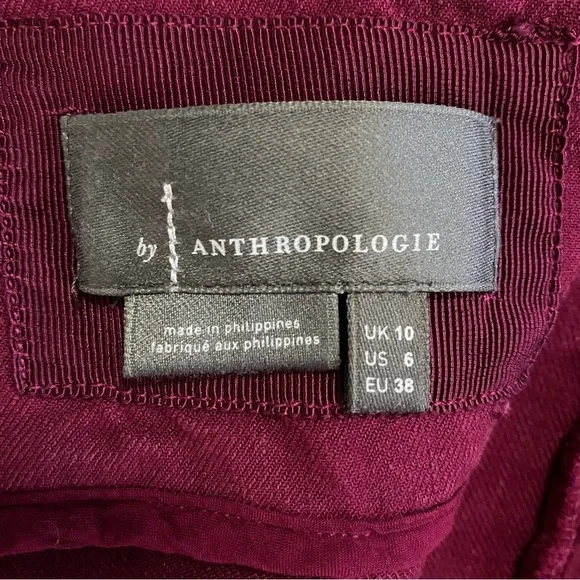 by ANTHROPOLOGIE
made in philippines
fabriqué aux philippines
UK 10
US 6
EU 38